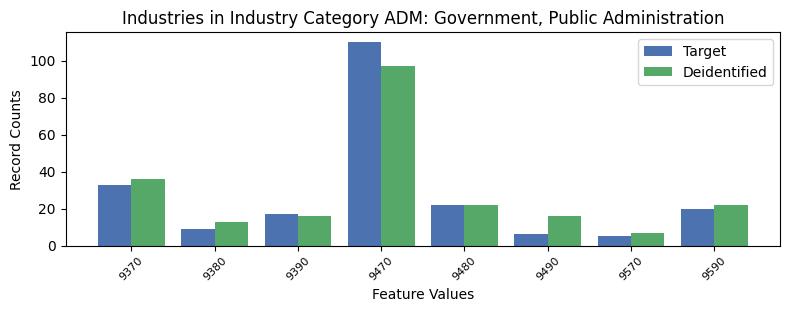 Industries in Industry Category ADM: Government, Public Administration
Target
Deidentified
Record Counts
100
80
60
40
20
0
9370 9380 9390 9470 9480 9490 9570 9590
Feature Values